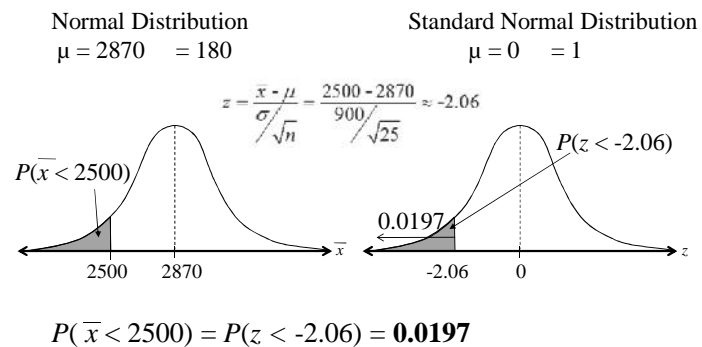 Normal Distribution
μ = 2870 = 180
Standard Normal Distribution
μ = 0 = 1
z = (x̅ - μ)/(σ/√n) = (2500 - 2870)/(900/√25) ≈ -2.06
P(x̅ < 2500)
P(z < -2.06)
0.0197
2500 2870 x̅
-2.06 0 z
P( x̅ < 2500) = P(z < -2.06) = 0.0197